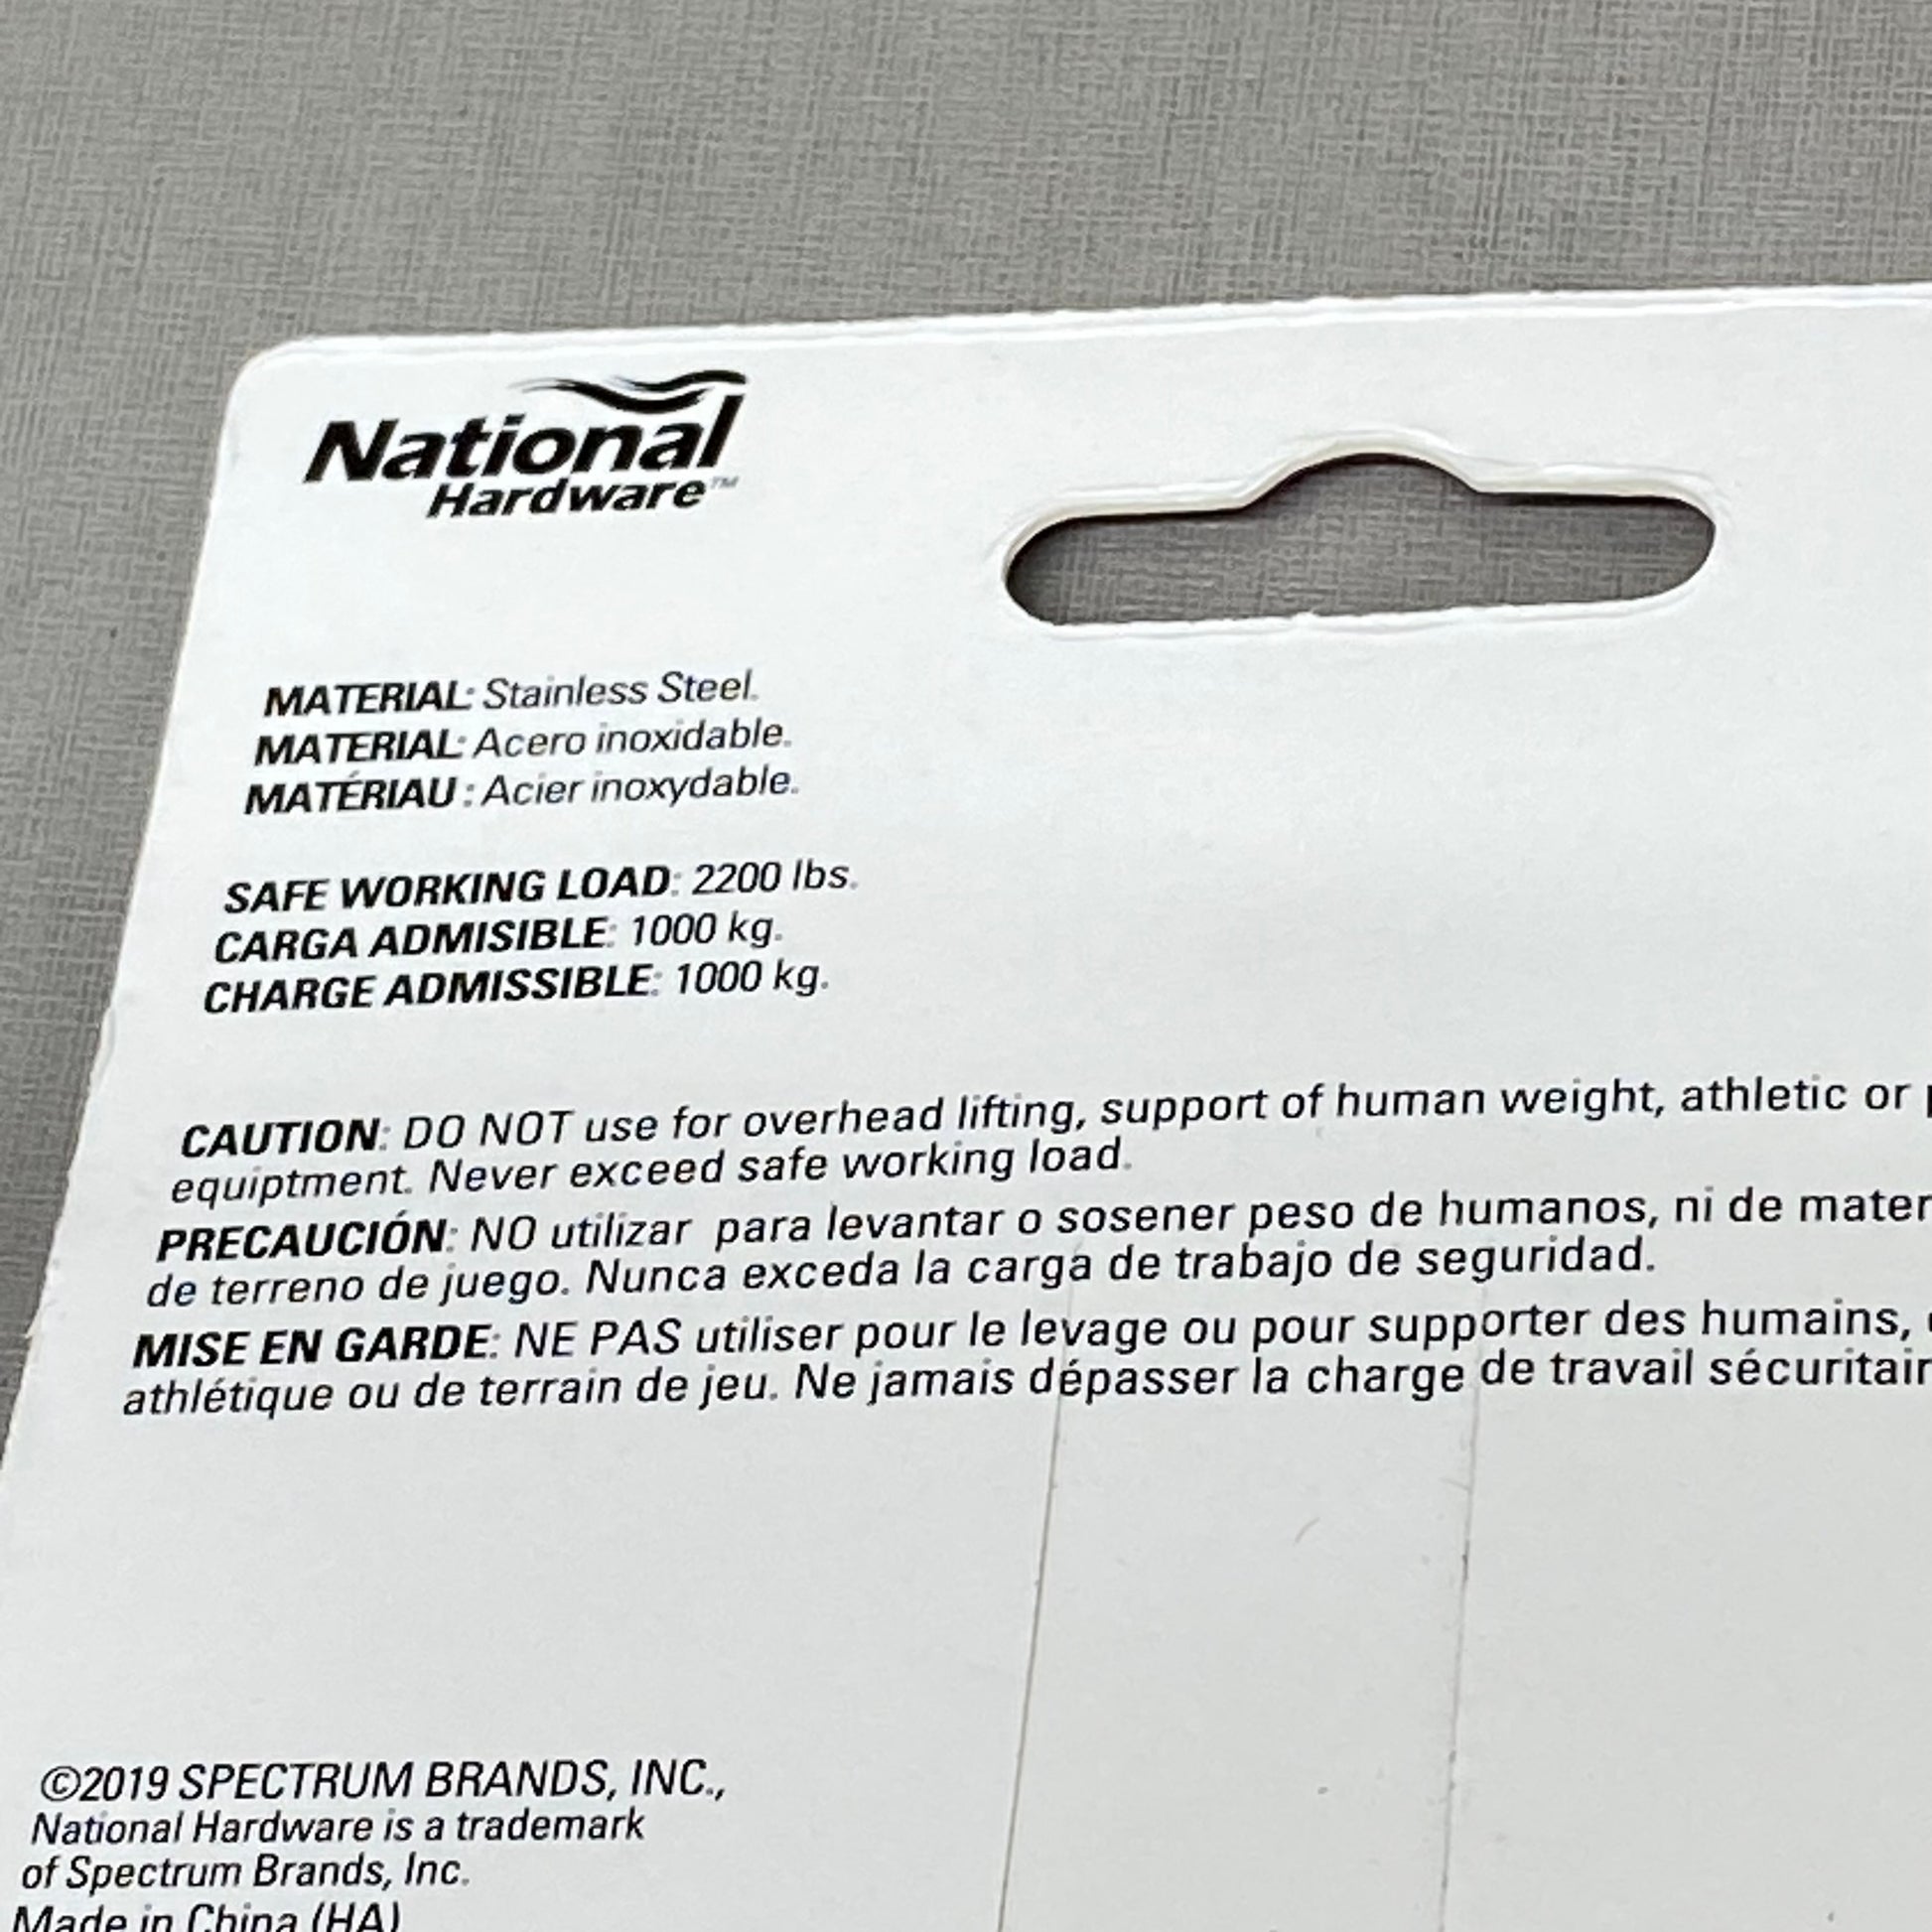 National
Hardware™
MATERIAL: Stainless Steel.
MATERIAL: Acero inoxidable.
MATÉRIAU : Acier inoxydable.
SAFE WORKING LOAD: 2200 lbs.
CARGA ADMISIBLE: 1000 kg.
CHARGE ADMISSIBLE: 1000 kg.
CAUTION: DO NOT use for overhead lifting, support of human weight, athletic or
equiptment. Never exceed safe working load.
PRECAUCIÓN: NO utilizar para levantar o sosener peso de humanos, ni de mater
de terreno de juego. Nunca exceda la carga de trabajo de seguridad.
MISE EN GARDE: NE PAS utiliser pour le levage ou pour supporter des humains,
athlétique ou de terrain de jeu. Ne jamais dépasser la charge de travail sécuritair
©2019 SPECTRUM BRANDS, INC.,
National Hardware is a trademark
of Spectrum Brands, Inc.
Made in China (HA)